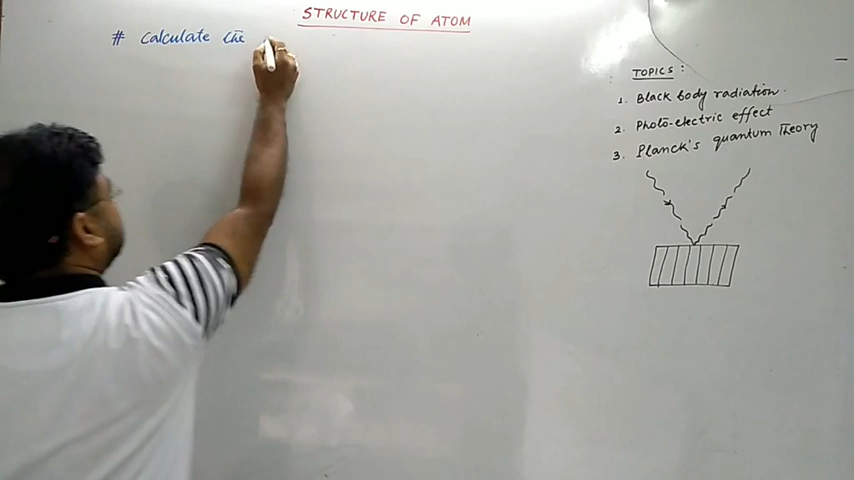 STRUCTURE OF ATOM
# Calculate the
TOPICS :
1. Black body radiation.
2. Photo-electric effect
3. Planck's quantum Theory